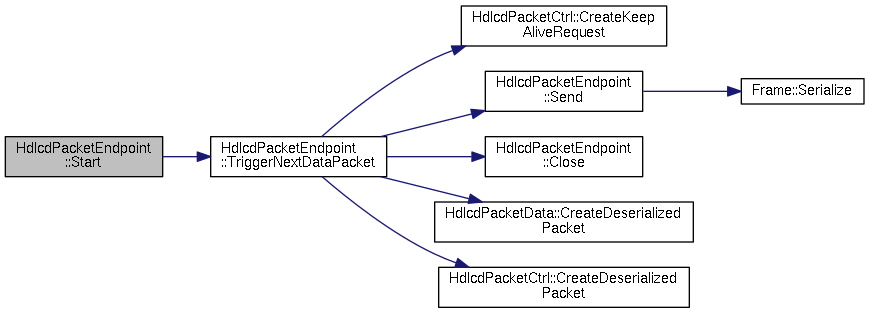 HdlcdPacketEndpoint
::Start
HdlcdPacketEndpoint
::TriggerNextDataPacket
HdlcdPacketCtrl::CreateKeep
AliveRequest
HdlcdPacketEndpoint
::Send
Frame::Serialize
HdlcdPacketEndpoint
::Close
HdlcdPacketData::CreateDeserialized
Packet
HdlcdPacketCtrl::CreateDeserialized
Packet